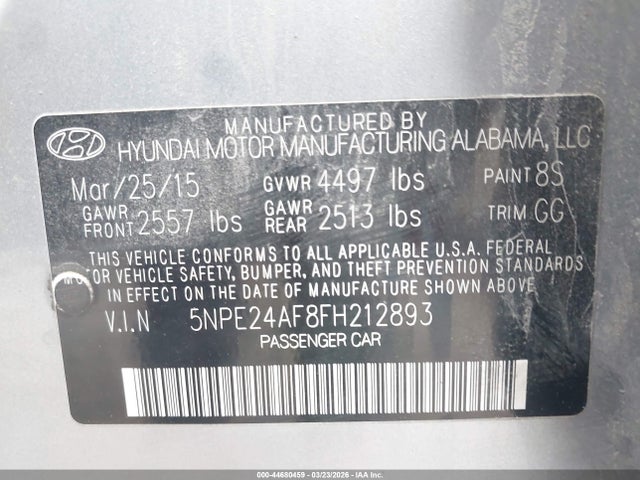 MANUFACTURED BY
HYUNDAI MOTOR MANUFACTURING ALABAMA, LLC
Mar/25/15 GVWR 4497 lbs PAINT 8S
GAWR FRONT 2557 lbs GAWR REAR 2513 lbs TRIM GG
THIS VEHICLE CONFORMS TO ALL APPLICABLE U.S.A. FEDERAL
MOTOR VEHICLE SAFETY, BUMPER, AND THEFT PREVENTION STANDARDS
IN EFFECT ON THE DATE OF MANUFACTURE SHOWN ABOVE.
V.I.N 5NPE24AF8FH212893
PASSENGER CAR
000-44680459 | 03/23/2026 - IAAI, Inc.